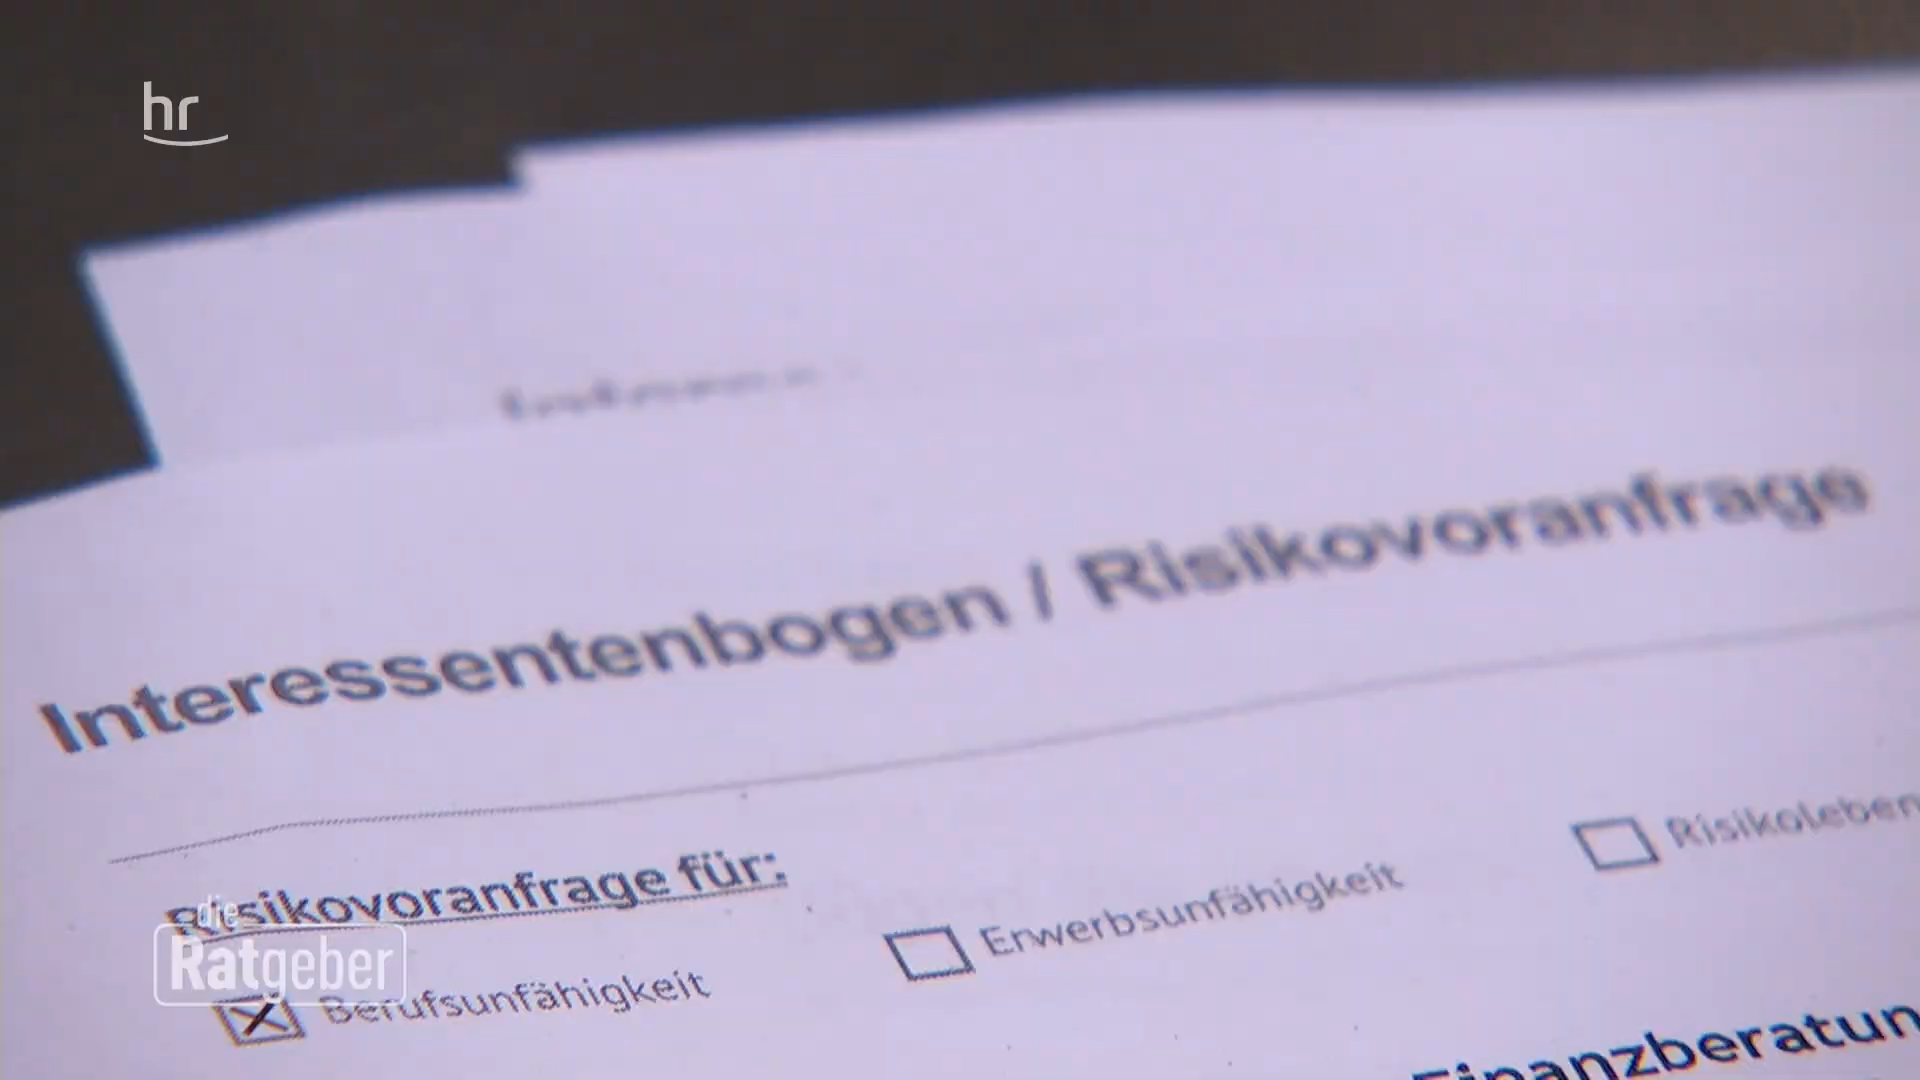 hr
Interessentenbogen / Risikovoranfrage
Risikovoranfrage für:
Berufsunfähigkeit
Erwerbsunfähigkeit
Risikoleben
die
Ratgeber
Finanzberatun